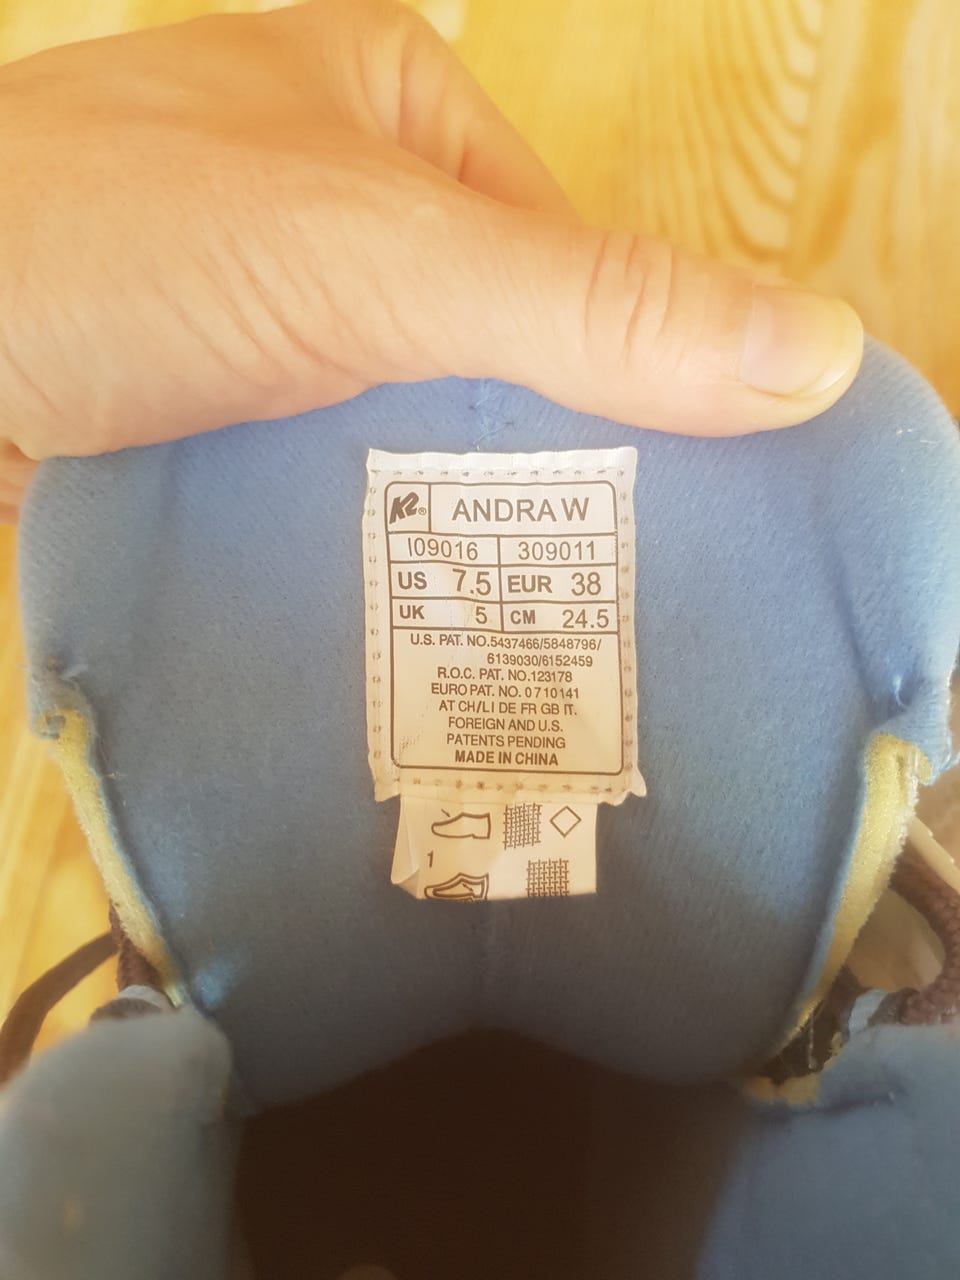 K2® ANDRA W
I09016 309011
US 7.5 EUR 38
UK 5 CM 24.5
U.S. PAT. NO.5437466/5848796/
6139030/6152459
R.O.C. PAT. NO.123178
EURO PAT. NO. 0710141
AT CH/LI DE FR GB IT.
FOREIGN AND U.S.
PATENTS PENDING
MADE IN CHINA
1